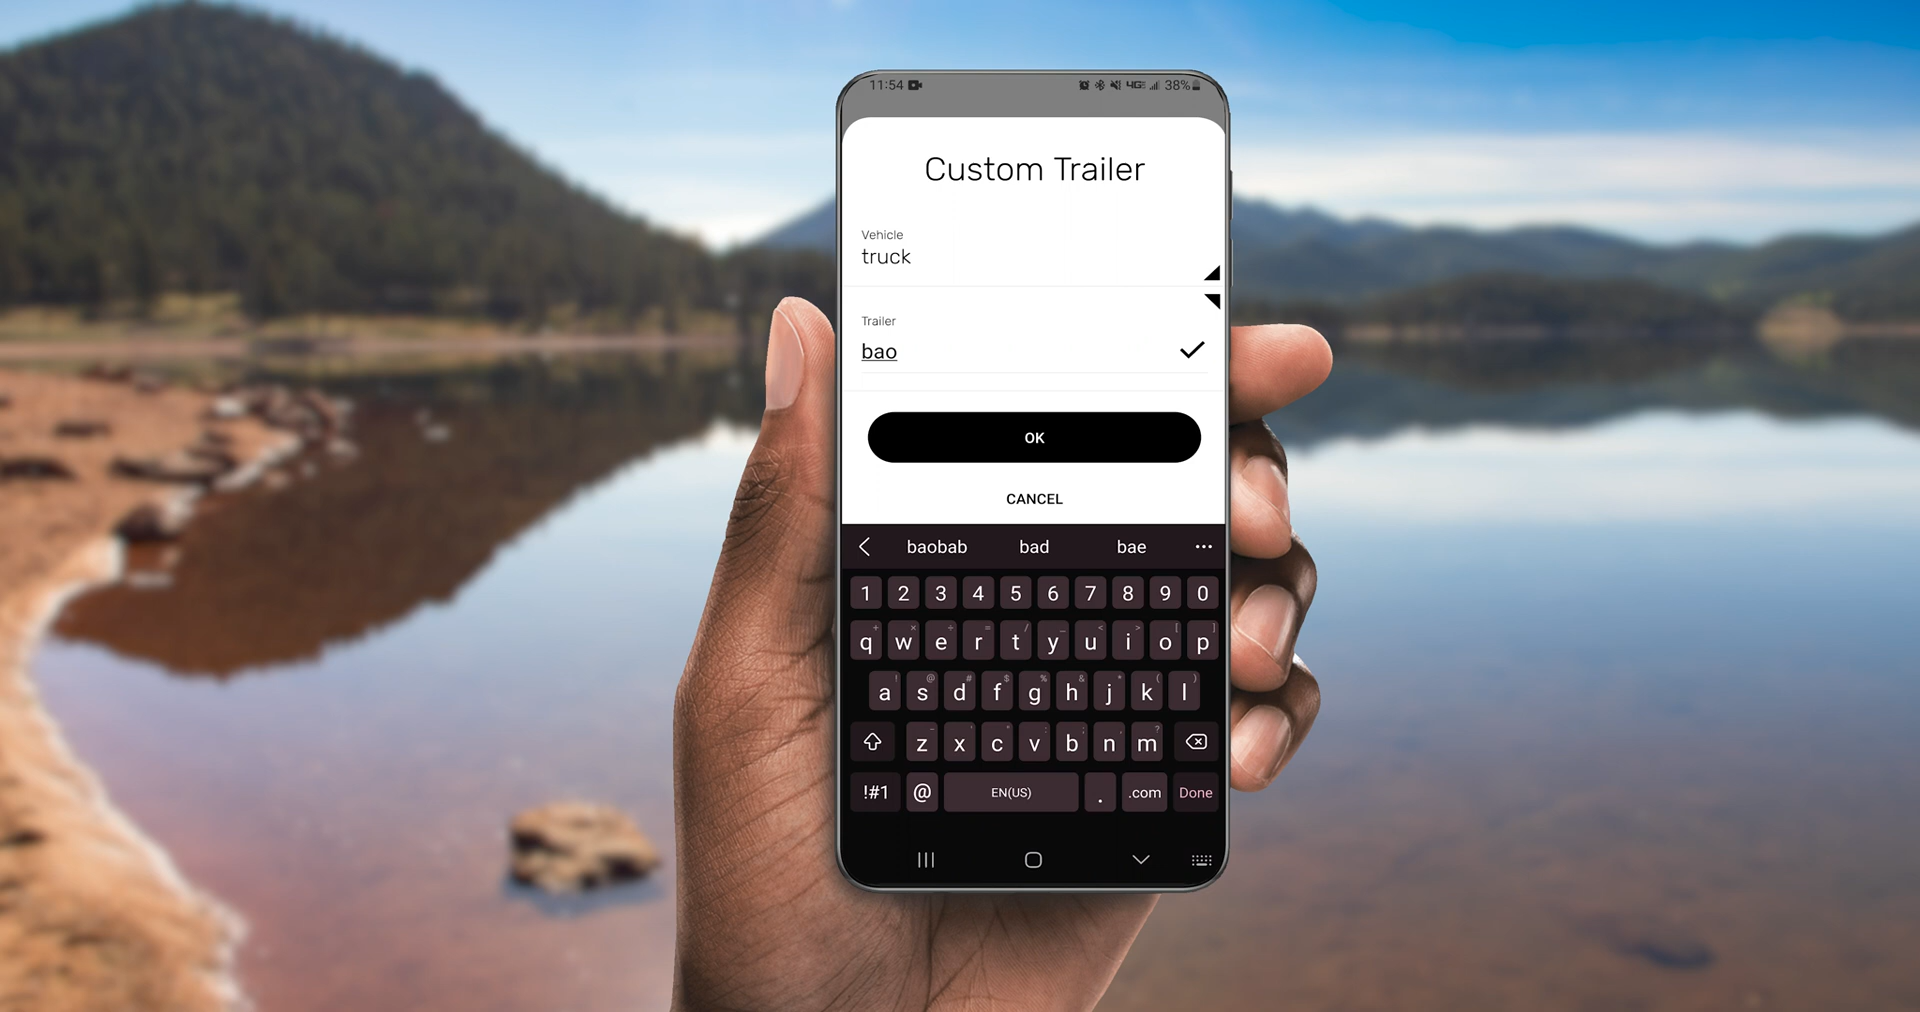 11:54 4GE 38%
Custom Trailer
Vehicle
truck
Trailer
bao
OK
CANCEL
baobab bad bae ...
1 2 3 4 5 6 7 8 9 0
q w e r t y u i o p
a s d f g h j k l
z x c v b n m
!#1 @ EN(US) . .com Done